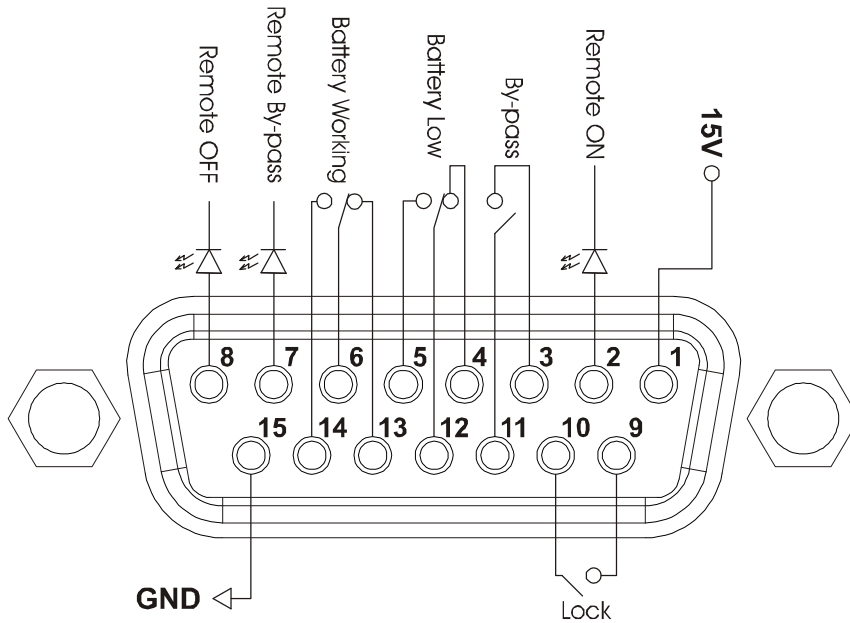 Remote OFF
Remote By-pass
Battery Working
Battery Low
By-pass
Remote ON
15V
8 7 6 5 4 3 2 1
15 14 13 12 11 10 9
GND
Lock